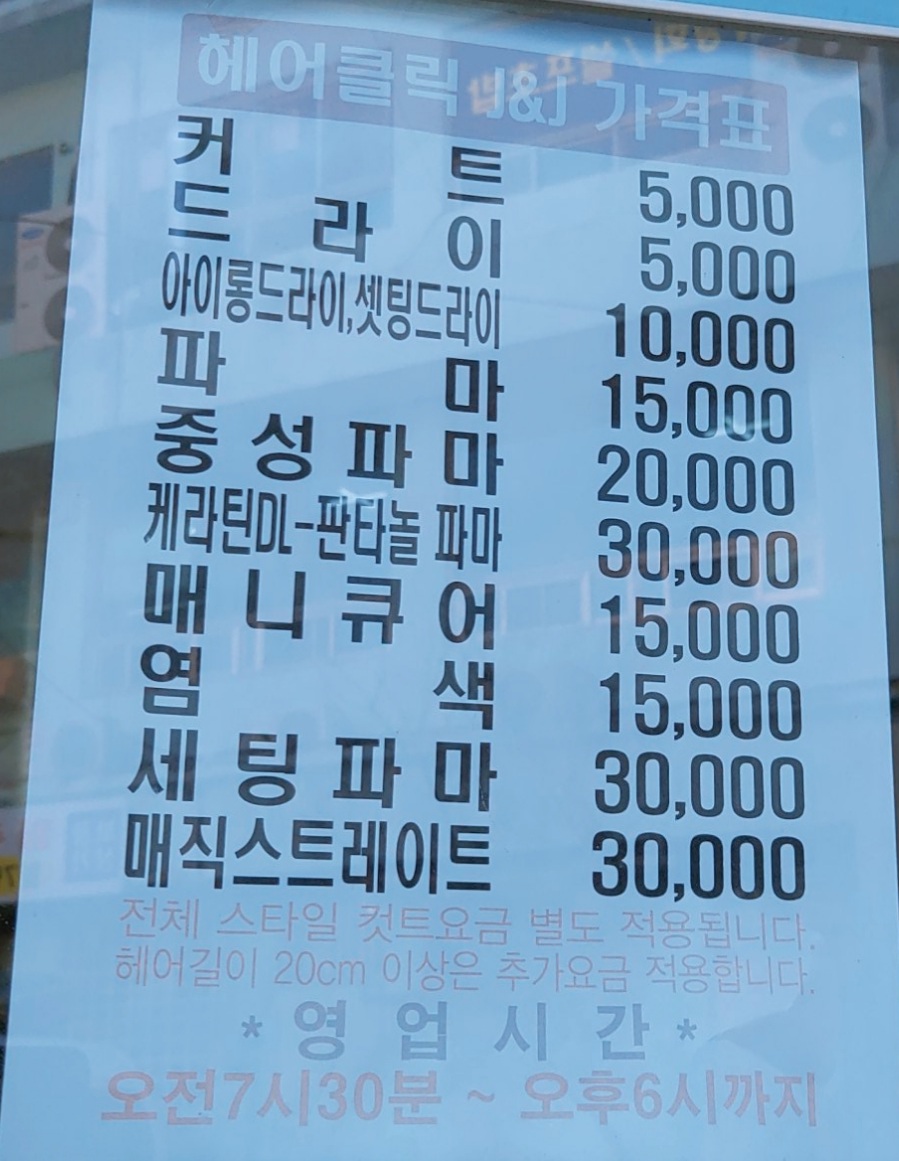 헤어클릭 J&J 가격표
커트 5,000
드라이 5,000
아이롱드라이,셋팅드라이 10,000
파마 15,000
중성파마 20,000
케라틴DL-판타놀 파마 30,000
매니큐어 15,000
염색 15,000
세팅파마 30,000
매직스트레이트 30,000
전체 스타일 컷트요금 별도 적용됩니다.
헤어길이 20cm 이상은 추가요금 적용합니다.
* 영업시간 *
오전7시30분 ~ 오후6시까지